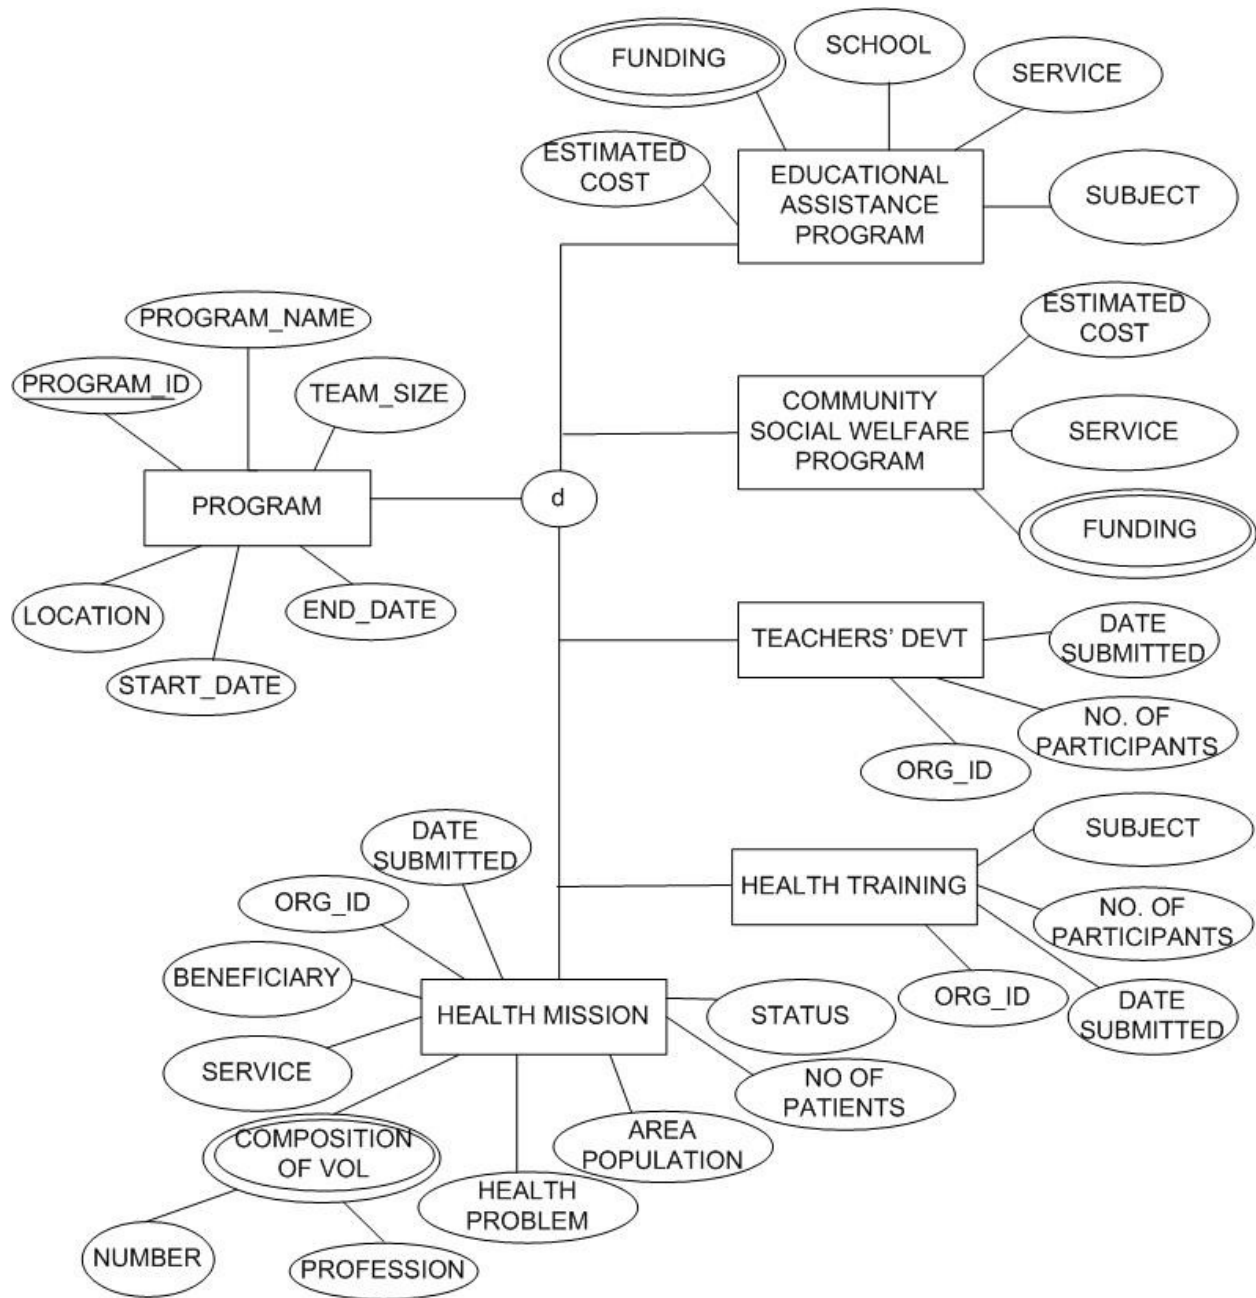 FUNDING
SCHOOL
SERVICE
ESTIMATED
COST
EDUCATIONAL
ASSISTANCE
PROGRAM
SUBJECT
PROGRAM_NAME
PROGRAM_ID
TEAM_SIZE
PROGRAM
LOCATION
START_DATE
END_DATE
d
ESTIMATED
COST
COMMUNITY
SOCIAL WELFARE
PROGRAM
SERVICE
FUNDING
TEACHERS' DEVT
DATE
SUBMITTED
NO. OF
PARTICIPANTS
ORG_ID
SUBJECT
HEALTH TRAINING
NO. OF
PARTICIPANTS
ORG_ID
DATE
SUBMITTED
DATE
SUBMITTED
ORG_ID
BENEFICIARY
HEALTH MISSION
STATUS
SERVICE
NO OF
PATIENTS
COMPOSITION
OF VOL
AREA
POPULATION
HEALTH
PROBLEM
NUMBER
PROFESSION